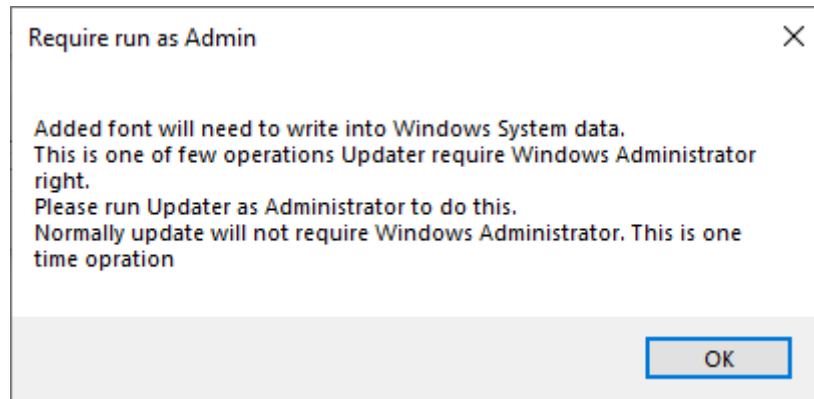 Require run as Admin
Added font will need to write into Windows System data.
This is one of few operations Updater require Windows Administrator
right.
Please run Updater as Administrator to do this.
Normally update will not require Windows Administrator. This is one
time opration
OK